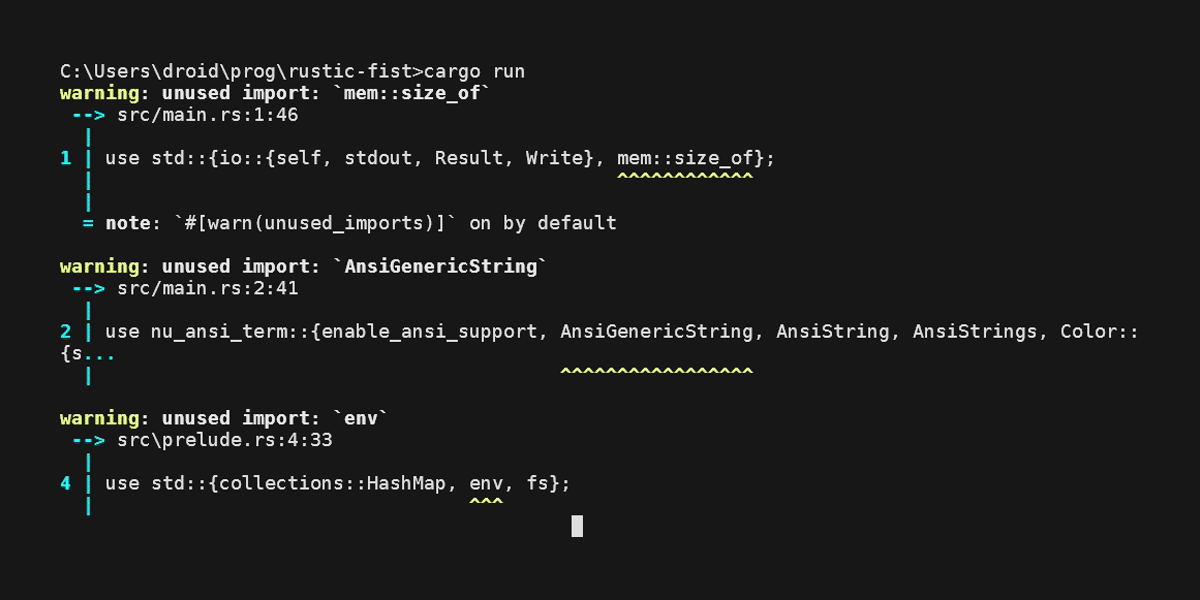 C:\Users\droid\prog\rustic-fist>cargo run
warning: unused import: `mem::size_of`
 --> src/main.rs:1:46
  |
1 | use std::{io::{self, stdout, Result, Write}, mem::size_of};
  |                                              ^^^^^^^^^^^^
  |
  = note: `#[warn(unused_imports)]` on by default

warning: unused import: `AnsiGenericString`
 --> src/main.rs:2:41
  |
2 | use nu_ansi_term::{enable_ansi_support, AnsiGenericString, AnsiString, AnsiStrings, Color::
{s...
  |                                         ^^^^^^^^^^^^^^^^^

warning: unused import: `env`
 --> src\prelude.rs:4:33
  |
4 | use std::{collections::HashMap, env, fs};
  |                                 ^^^